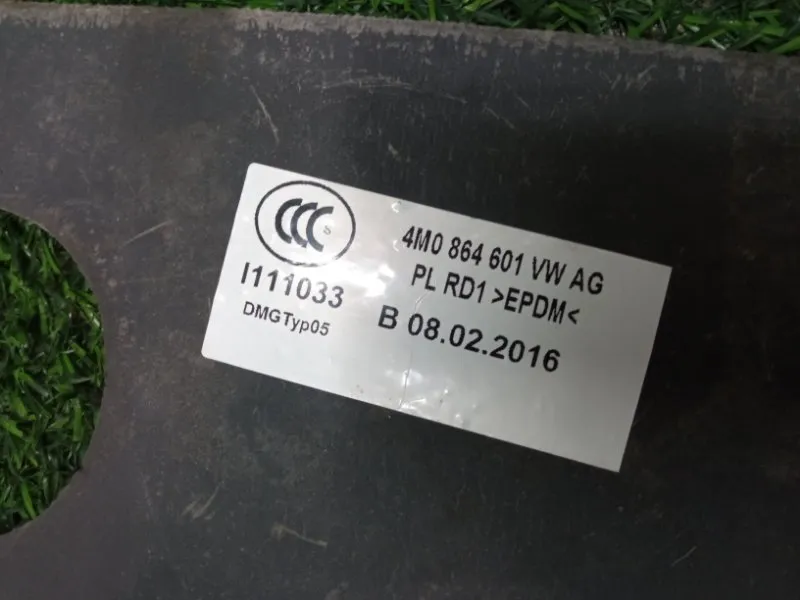 CCC S
4M0 864 601 VW AG
I111033
PL RD1 >EPDM<
DMGTyp05
B 08.02.2016